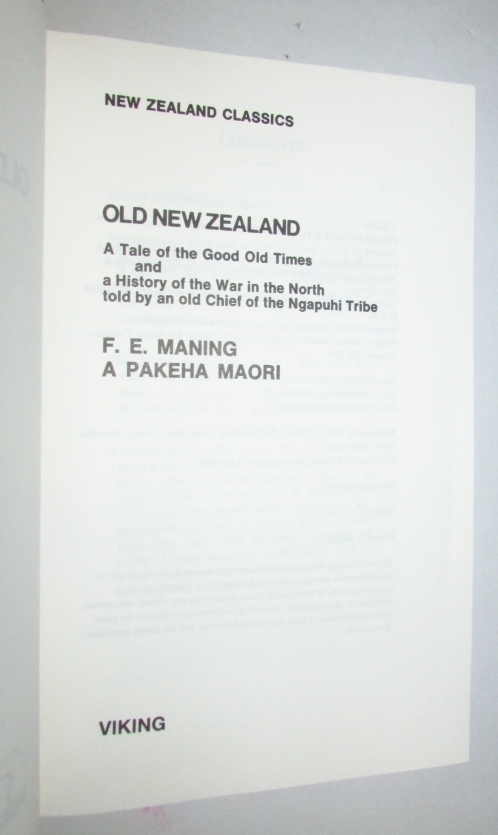 NEW ZEALAND CLASSICS
OLD NEW ZEALAND
A Tale of the Good Old Times
and
a History of the War in the North
told by an old Chief of the Ngapuhi Tribe
F. E. MANING
A PAKEHA MAORI
VIKING